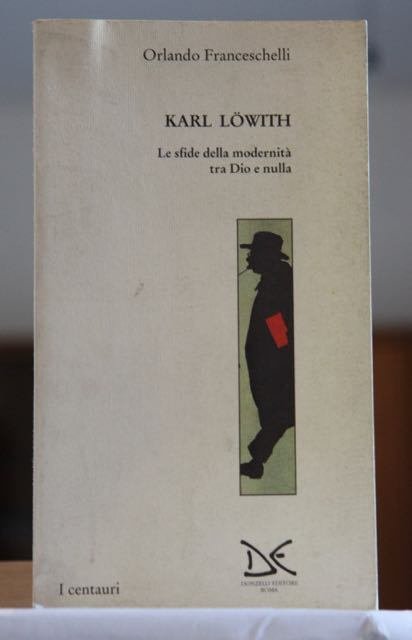 Orlando Franceschelli
KARL LÖWITH
Le sfide della modernità
tra Dio e nulla
DE
DONZELLI EDITORE
ROMA
I centauri